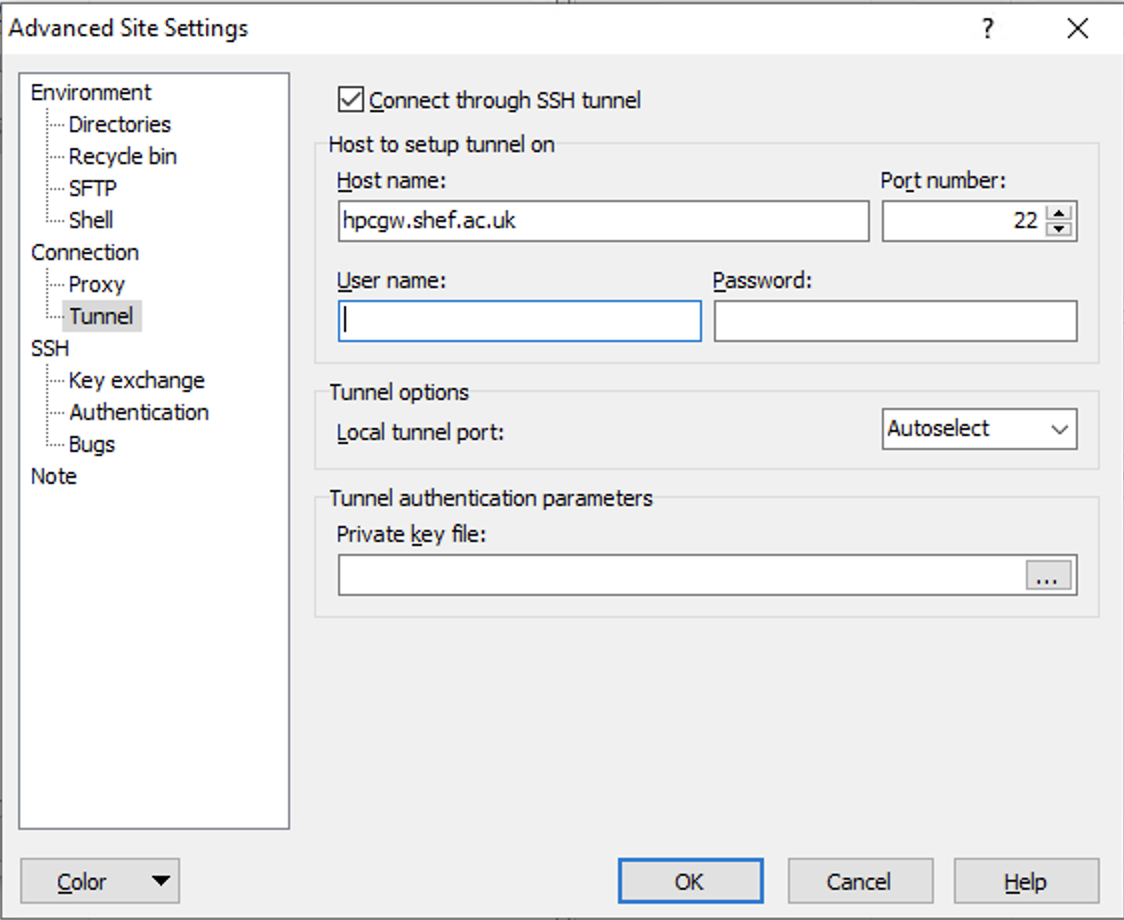 Advanced Site Settings ?
Environment
Directories
Recycle bin
SFTP
Shell
Connection
Proxy
Tunnel
SSH
Key exchange
Authentication
Bugs
Note
Connect through SSH tunnel
Host to setup tunnel on
Host name: Port number:
hpcgw.shef.ac.uk 22
User name: Password:
Tunnel options
Local tunnel port: Autoselect
Tunnel authentication parameters
Private key file:
...
Color OK Cancel Help